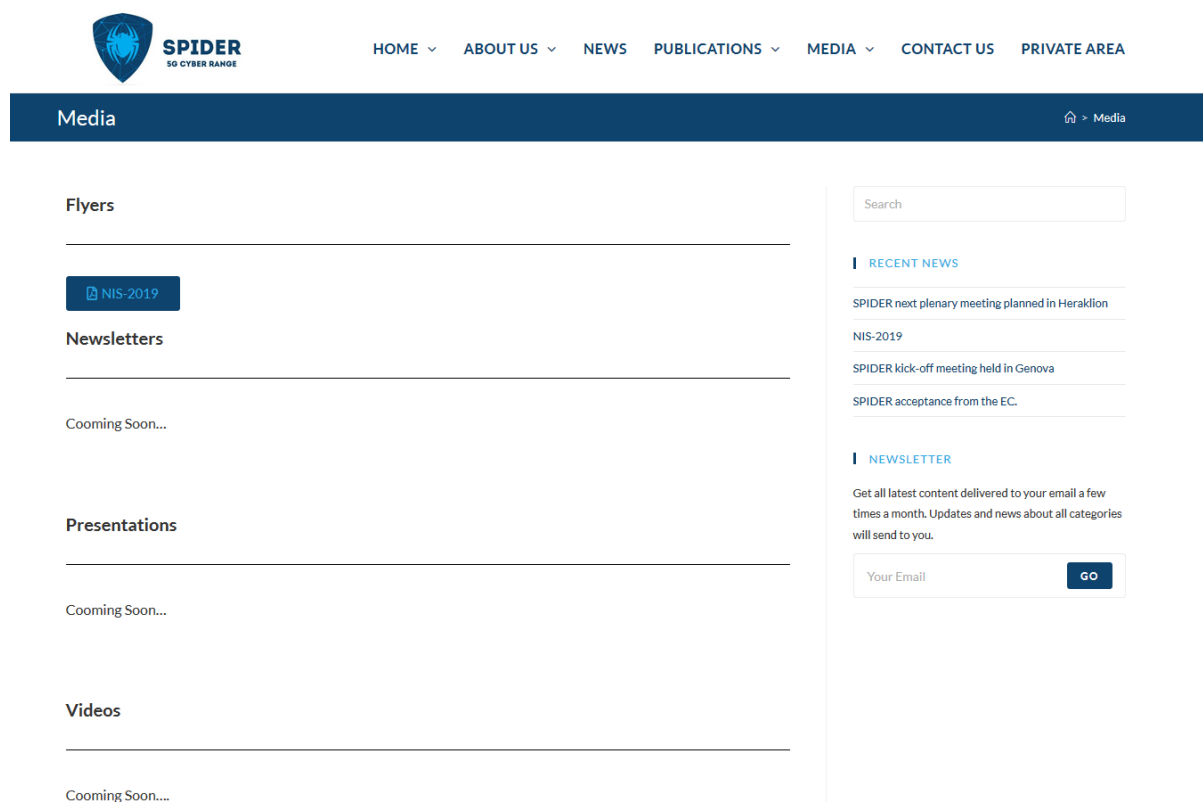 SPIDER
5G CYBER RANGE
HOME
ABOUT US
NEWS
PUBLICATIONS
MEDIA
CONTACT US
PRIVATE AREA
Media
> Media
Flyers
NIS-2019
Newsletters
Cooming Soon...
Presentations
Cooming Soon...
Videos
Cooming Soon....
Search
RECENT NEWS
SPIDER next plenary meeting planned in Heraklion
NIS-2019
SPIDER kick-off meeting held in Genova
SPIDER acceptance from the EC.
NEWSLETTER
Get all latest content delivered to your email a few
times a month. Updates and news about all categories
will send to you.
Your Email
GO